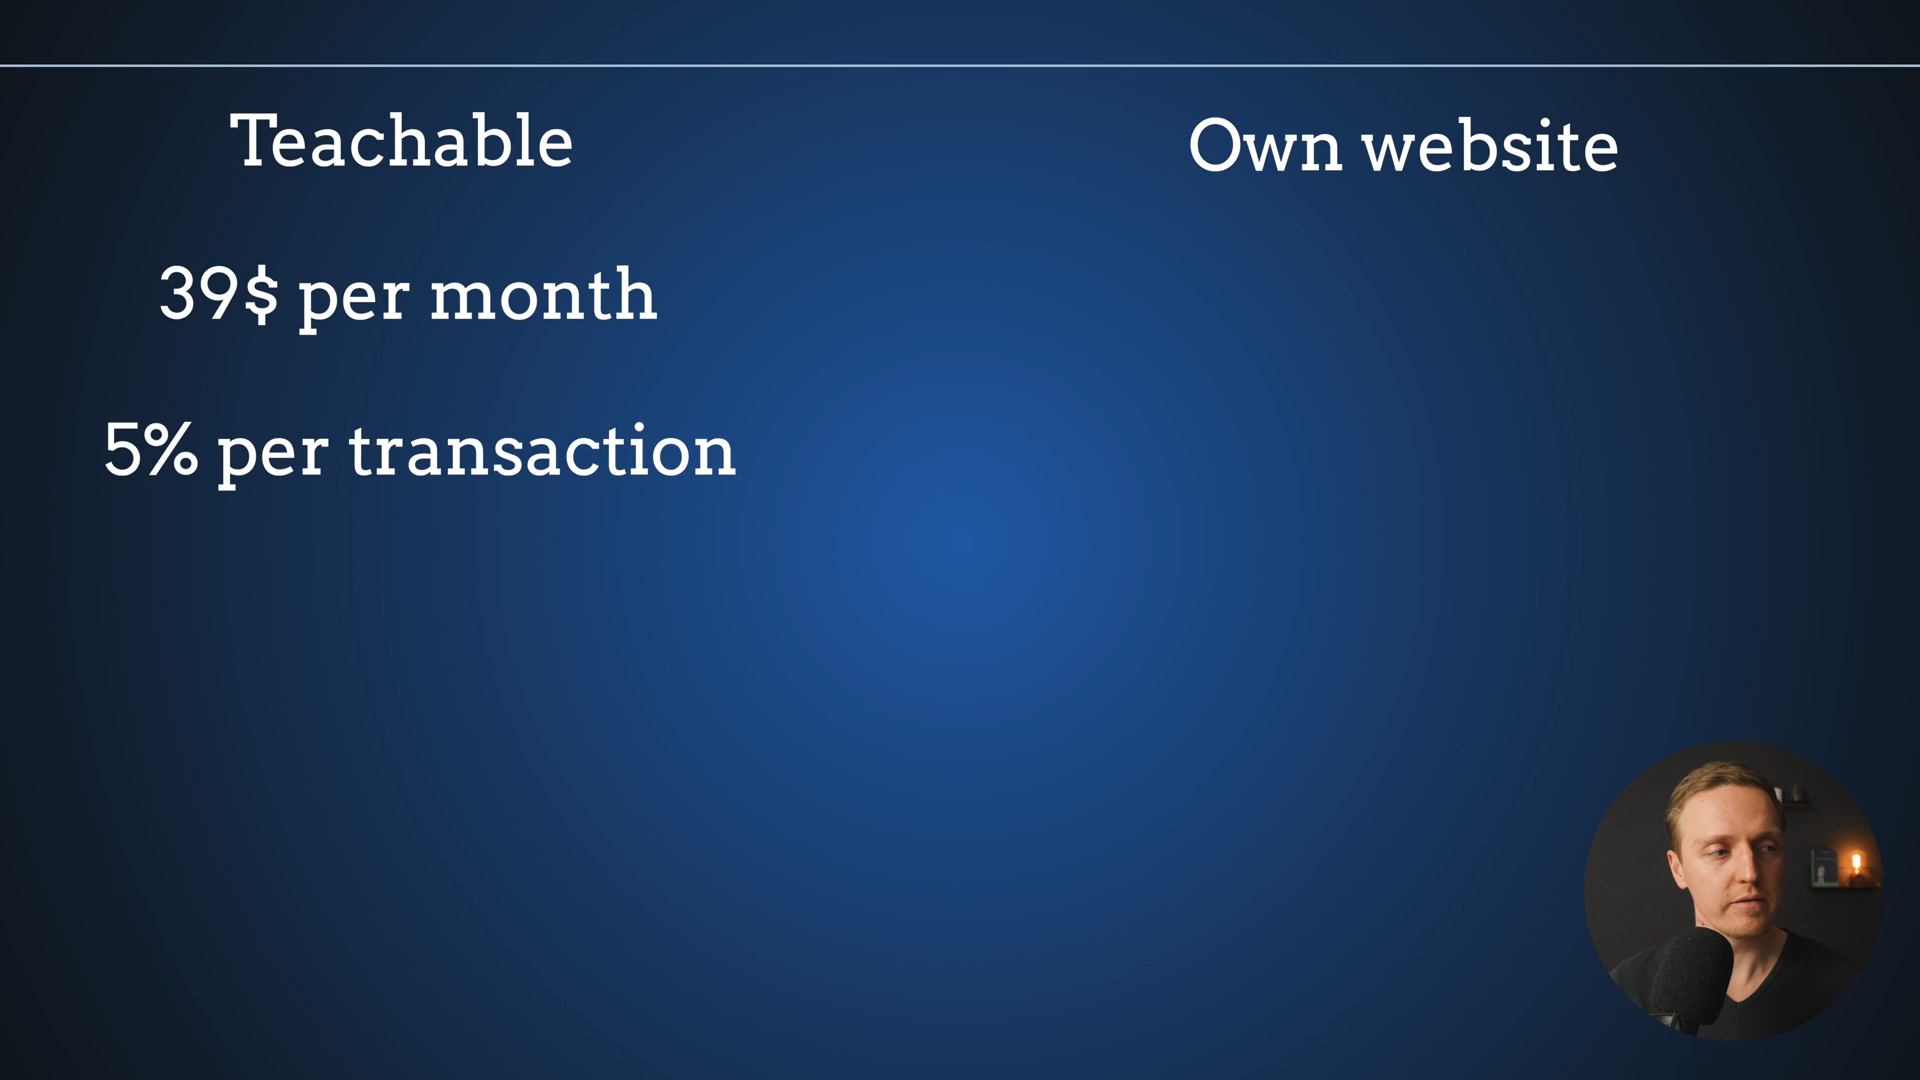 Teachable
Own website
39$ per month
5% per transaction